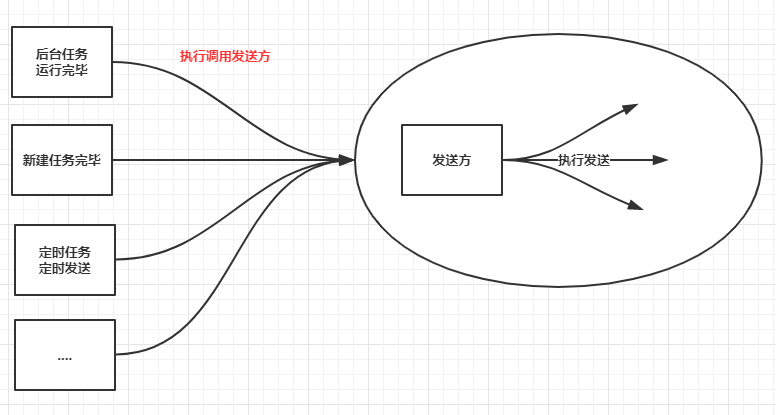 后台任务
运行完毕
执行调用发送方
新建任务完毕
发送方
执行发送
定时任务
定时发送
....